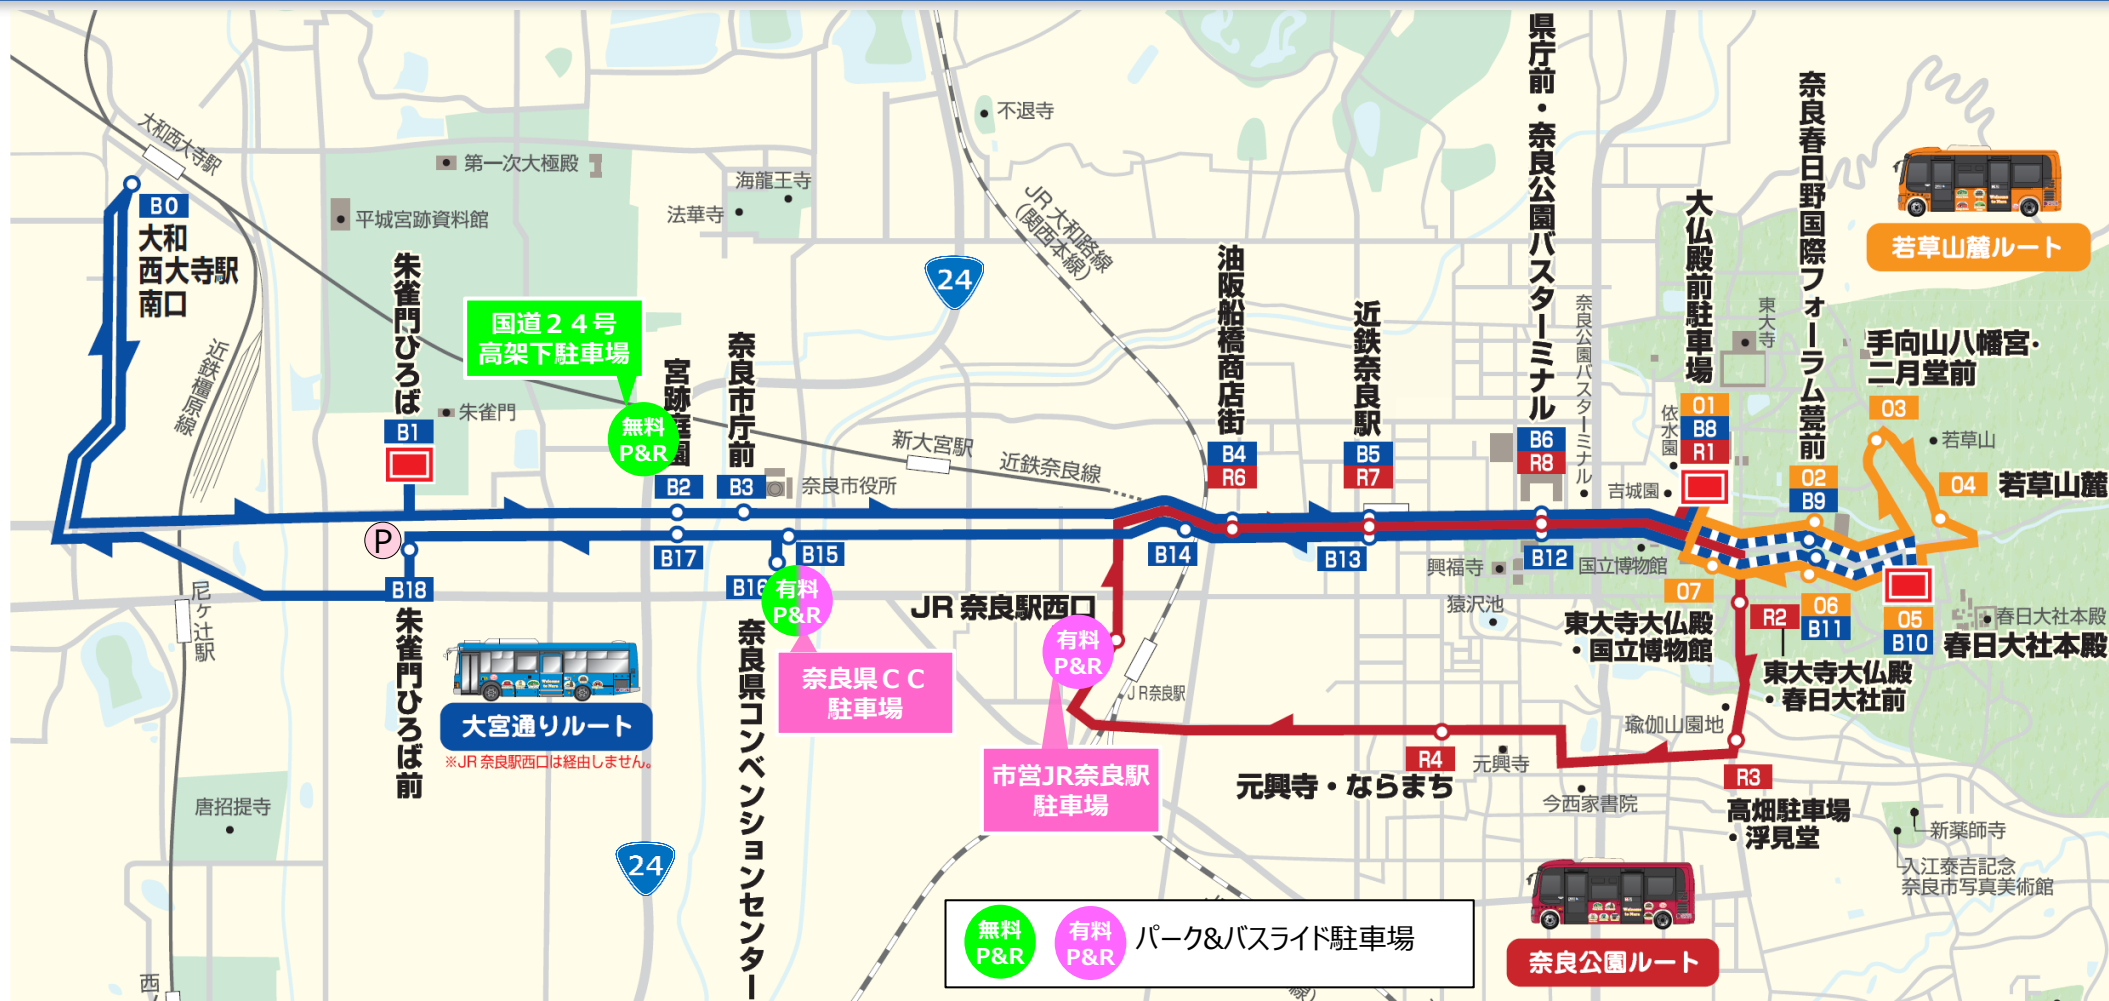 大和西大寺駅
B0
大和
西大寺駅
南口
第一次大極殿
平城宮跡資料館
海龍王寺
法華寺
不退寺
JR大和路線
(関西本線)
24
朱雀門ひろば
B1
国道24号
高架下駐車場
無料
P&R
朱雀門
近鉄橿原線
宮跡庭園
B2
奈良市庁前
B3
奈良市役所
新大宮駅
近鉄奈良線
油阪船橋商店街
B4
R6
近鉄奈良駅
B5
R7
県庁前・奈良公園バスターミナル
B6
R8
奈良公園バスターミナル
吉城園
依水園
大仏殿前駐車場
O1
B8
R1
東大寺
奈良春日野国際フォーラム甍前
O2
B9
手向山八幡宮・
二月堂前
O3
若草山
O4
若草山麓
若草山麓ルート
P
B18
朱雀門ひろば前
B17
B15
B16
有料
P&R
奈良県コンベンションセンター
奈良県CC
駐車場
B14
B13
B12
興福寺
猿沢池
国立博物館
O7
東大寺大仏殿
・国立博物館
R2
東大寺大仏殿
・春日大社前
O6
B11
O5
B10
春日大社本殿
春日大社本殿
JR奈良駅西口
有料
P&R
JR奈良駅
市営JR奈良駅
駐車場
尼ヶ辻駅
大宮通りルート
※JR奈良駅西口は経由しません。
唐招提寺
24
R4
元興寺・ならまち
元興寺
今西家書院
瑜伽山園地
R3
高畑駐車場
・浮見堂
新薬師寺
入江泰吉記念
奈良市写真美術館
奈良公園ルート
無料
P&R
有料
P&R
パーク&バスライド駐車場
西
線)